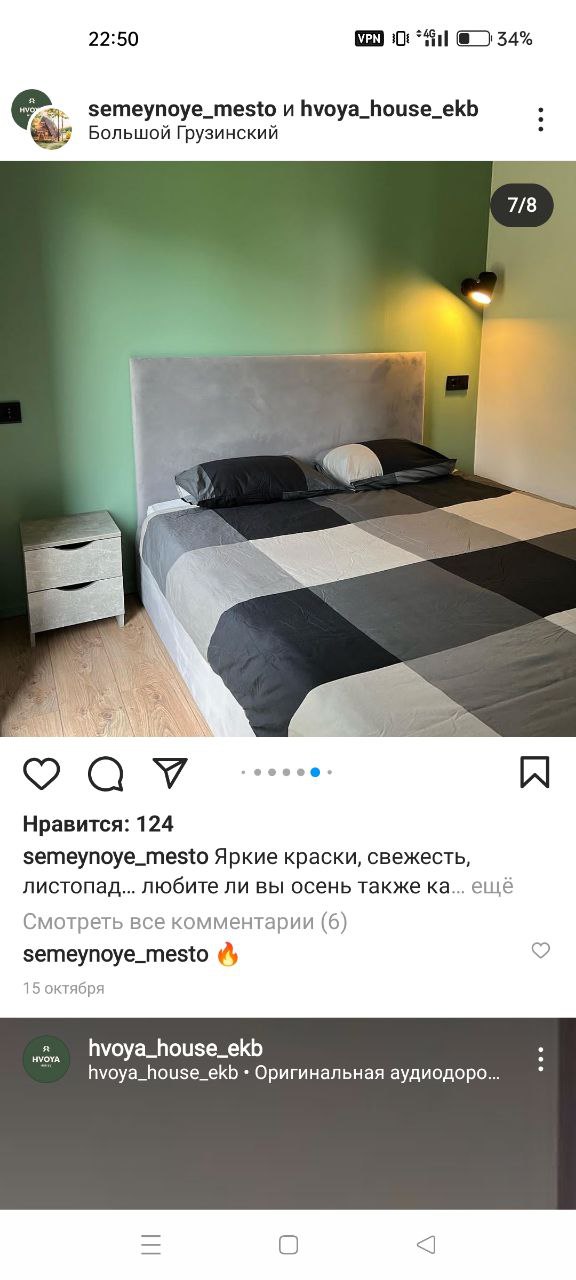 22:50
VPN 4G 34%
semeynoye_mesto и hvoya_house_ekb
Большой Грузинский
7/8
Нравится: 124
semeynoye_mesto Яркие краски, свежесть,
листопад... любите ли вы осень также ка... ещё
Смотреть все комментарии (6)
semeynoye_mesto 🔥
15 октября
HVOYA
hvoya_house_ekb
hvoya_house_ekb • Оригинальная аудиодоро...